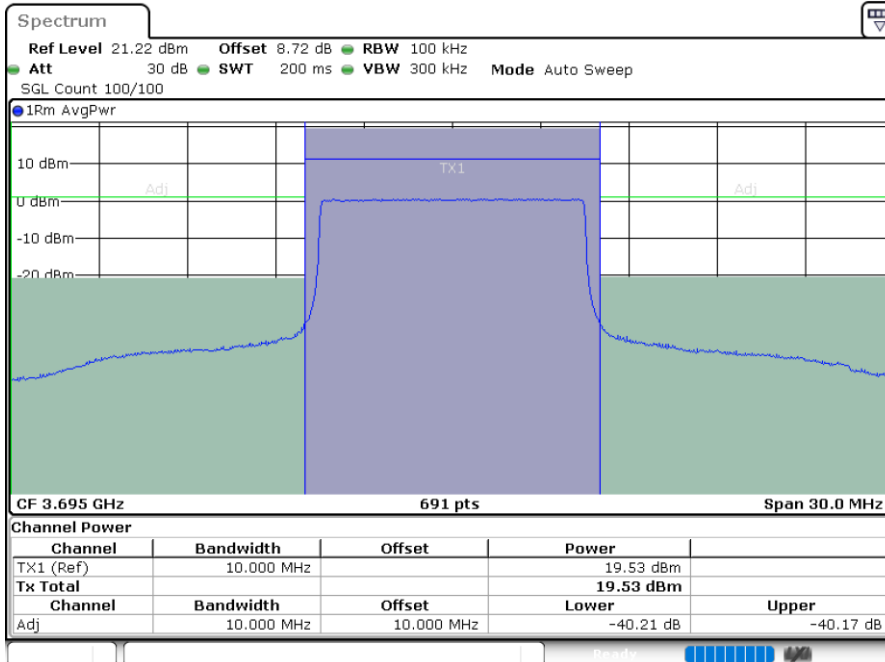 Spectrum
Ref Level 21.22 dBm Offset 8.72 dB RBW 100 kHz
Att 30 dB SWT 200 ms VBW 300 kHz Mode Auto Sweep
SGL Count 100/100
1Rm AvgPwr
10 dBm
TX1
Adj Adj
0 dBm
-10 dBm
-20 dBm
CF 3.695 GHz 691 pts Span 30.0 MHz
Channel Power
Channel Bandwidth Offset Power
TX1 (Ref) 10.000 MHz 19.53 dBm
Tx Total 19.53 dBm
Channel Bandwidth Offset Lower Upper
Adj 10.000 MHz 10.000 MHz -40.21 dB -40.17 dB
Ready